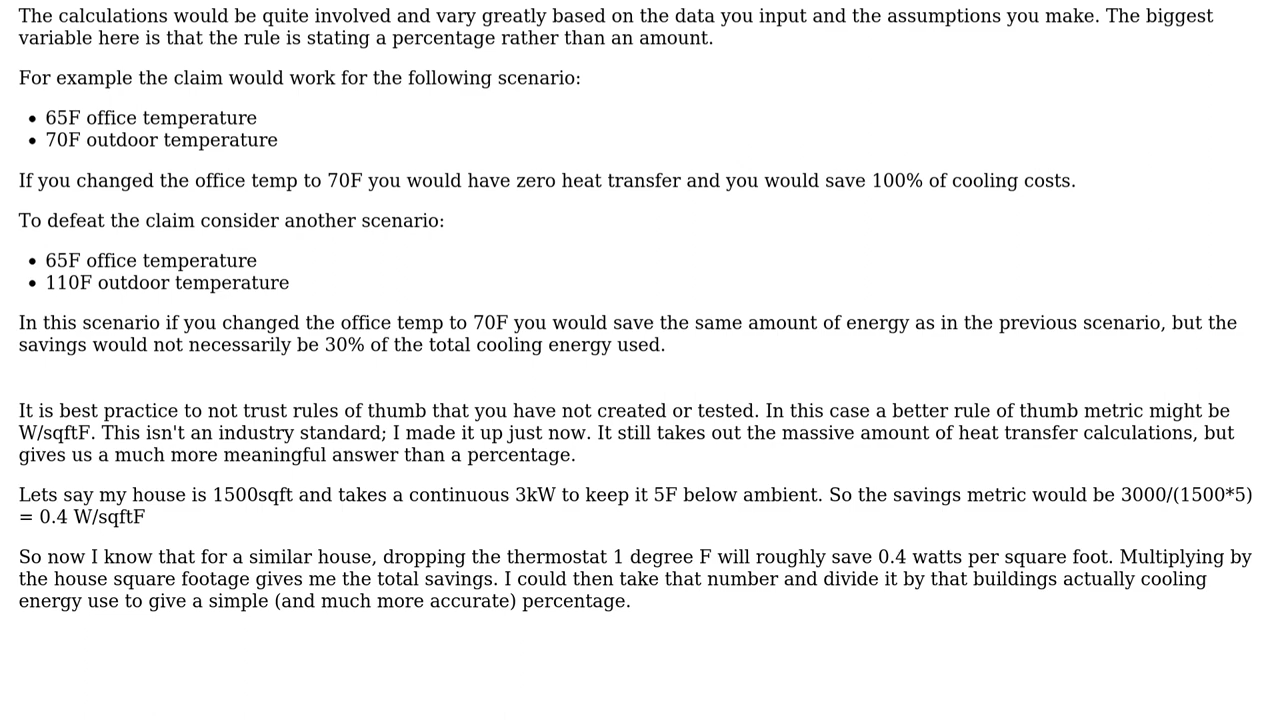 The calculations would be quite involved and vary greatly based on the data you input and the assumptions you make. The biggest
variable here is that the rule is stating a percentage rather than an amount.
For example the claim would work for the following scenario:
• 65F office temperature
• 70F outdoor temperature
If you changed the office temp to 70F you would have zero heat transfer and you would save 100% of cooling costs.
To defeat the claim consider another scenario:
• 65F office temperature
• 110F outdoor temperature
In this scenario if you changed the office temp to 70F you would save the same amount of energy as in the previous scenario, but the
savings would not necessarily be 30% of the total cooling energy used.
It is best practice to not trust rules of thumb that you have not created or tested. In this case a better rule of thumb metric might be
W/sqftF. This isn't an industry standard; I made it up just now. It still takes out the massive amount of heat transfer calculations, but
gives us a much more meaningful answer than a percentage.
Lets say my house is 1500sqft and takes a continuous 3kW to keep it 5F below ambient. So the savings metric would be 3000/(1500*5)
= 0.4 W/sqftF
So now I know that for a similar house, dropping the thermostat 1 degree F will roughly save 0.4 watts per square foot. Multiplying by
the house square footage gives me the total savings. I could then take that number and divide it by that buildings actually cooling
energy use to give a simple (and much more accurate) percentage.